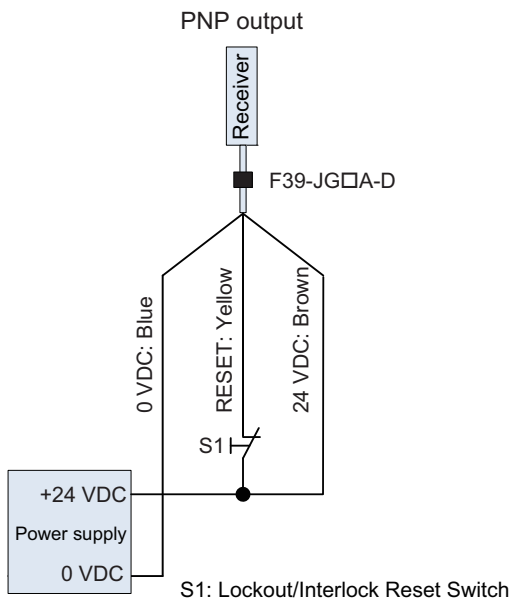 PNP output
Receiver
F39-JG□A-D
0 VDC: Blue
RESET: Yellow
24 VDC: Brown
S1
+24 VDC
Power supply
0 VDC
S1: Lockout/Interlock Reset Switch